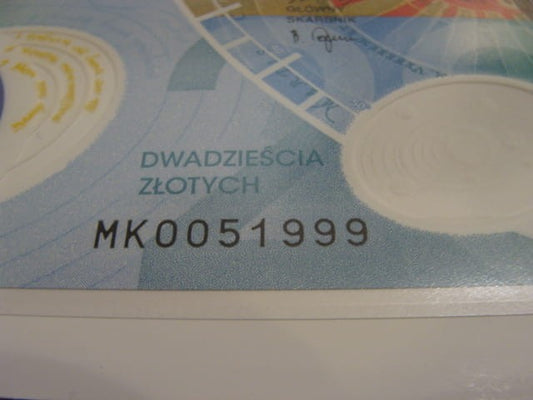 GŁÓWNY
SKARBNIK
DWADZIEŚCIA
ZŁOTYCH
MK0051999